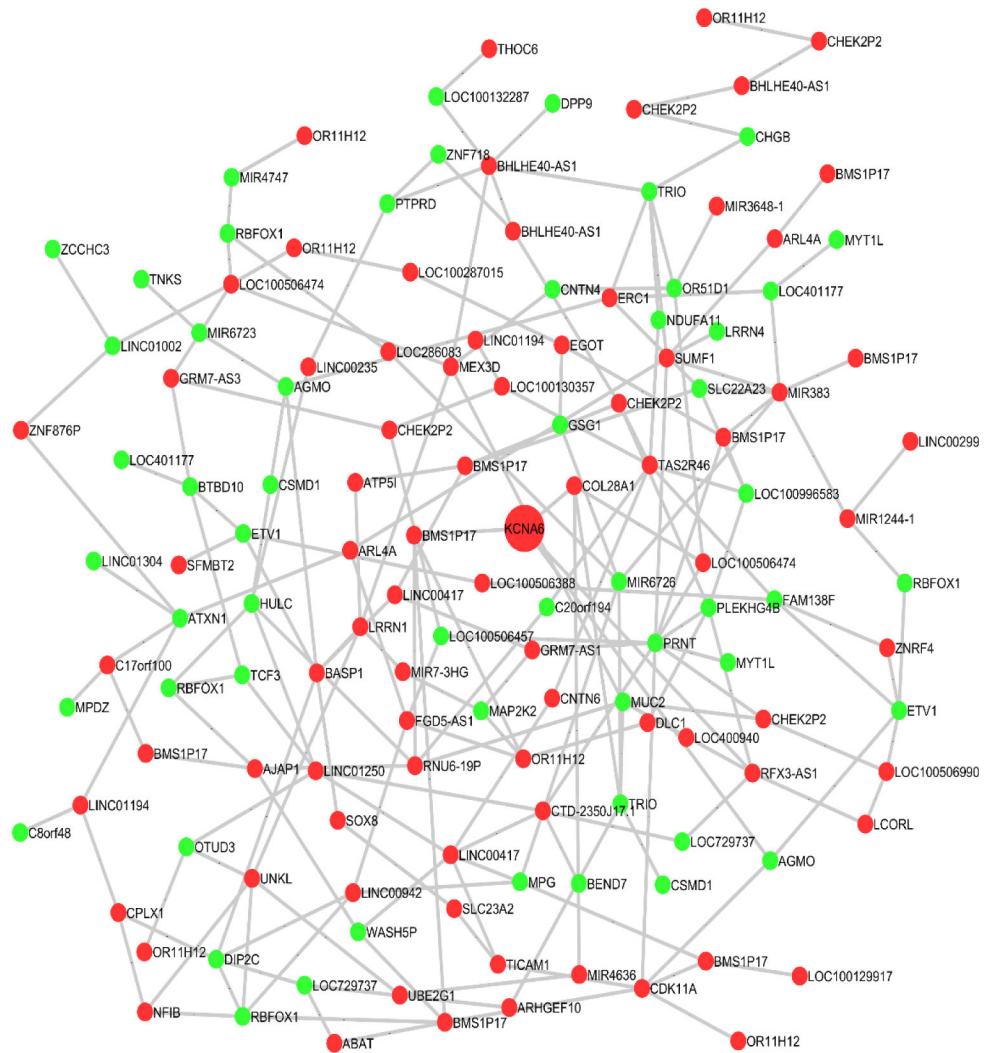 OR11H12
CHEK2P2
THOC6
BHLHE40-AS1
LOC100132287
DPP9
CHEK2P2
OR11H12
CHGB
ZNF718
BHLHE40-AS1
BMS1P17
MIR4747
TRIO
PTPRD
MIR3648-1
RBFOX1
BHLHE40-AS1
ARL4A
MYT1L
ZCCHC3
OR11H12
LOC100287015
TNKS
LOC100506474
CNTN4
OR51D1
LOC401177
ERC1
NDUFA11
LRRN4
MIR6723
LINC01002
LINC01194
EGOT
LOC286083
SUMF1
BMS1P17
LINC00235
MEX3D
GRM7-AS3
AGMO
LOC100130357
SLC22A23
MIR383
CHEK2P2
GSG1
ZNF876P
CHEK2P2
BMS1P17
LINC00299
LOC401177
BMS1P17
TAS2R46
BTBD10
CSMD1
ATP5I
COL28A1
LOC100996583
MIR1244-1
KCNA6
ETV1
BMS1P17
ARL4A
LINC01304
SFMBT2
LOC100506474
LOC100506388
MIR6726
RBFOX1
HULC
LINC00417
C20orf194
PLEKHG4B
FAM138F
ATXN1
LRRN1
LOC100506457
GRM7-AS1
PRNT
ZNRF4
C17orf100
MYT1L
BASP1
MIR7-3HG
TCF3
RBFOX1
CNTN6
MUC2
MPDZ
MAP2K2
ETV1
FGD5-AS1
DLC1
CHEK2P2
LOC400940
BMS1P17
AJAP1
LINC01250
RNU6-19P
OR11H12
RFX3-AS1
LOC100506990
LINC01194
TRIO
CTD-2350J17.1
C8orf48
SOX8
LCORL
LOC729737
OTUD3
LINC00417
AGMO
UNKL
LINC00942
MPG
BEND7
CSMD1
CPLX1
SLC23A2
WASH5P
OR11H12
DIP2C
TICAM1
BMS1P17
MIR4636
LOC100129917
LOC729737
UBE2G1
CDK11A
NFIB
RBFOX1
ARHGEF10
BMS1P17
ABAT
OR11H12